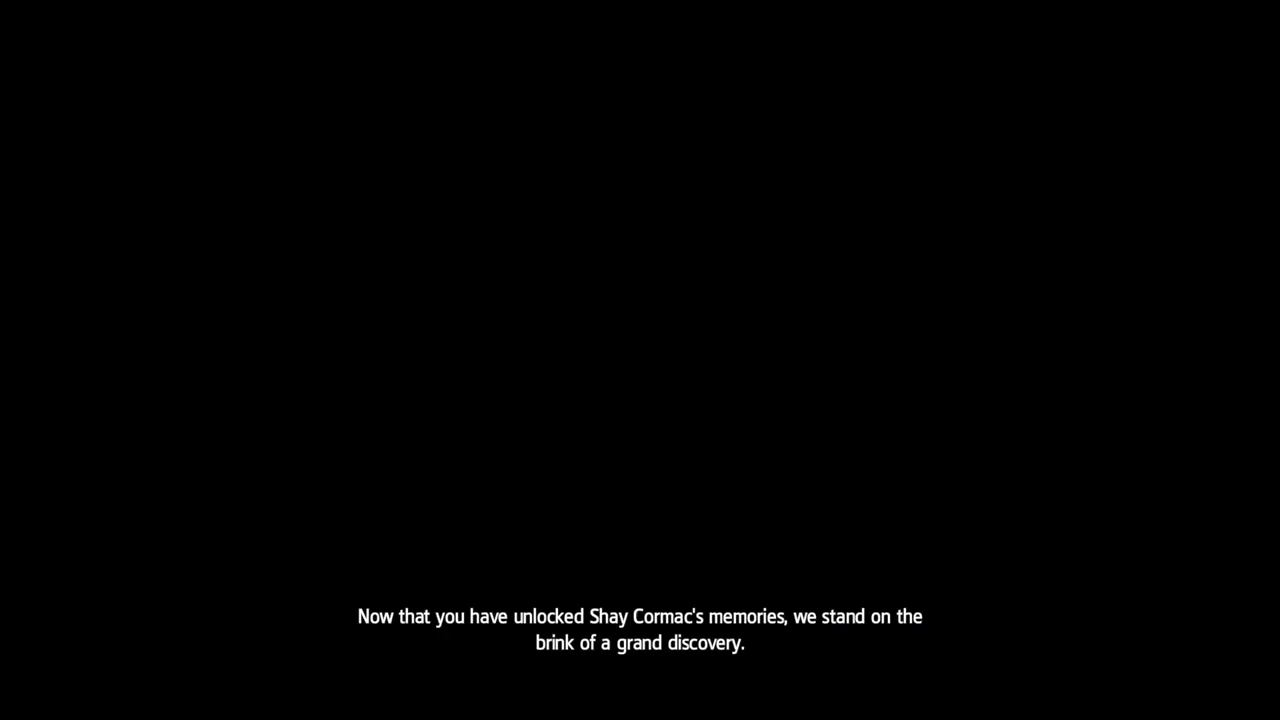 Now that you have unlocked Shay Cormac's memories, we stand on the
brink of a grand discovery.